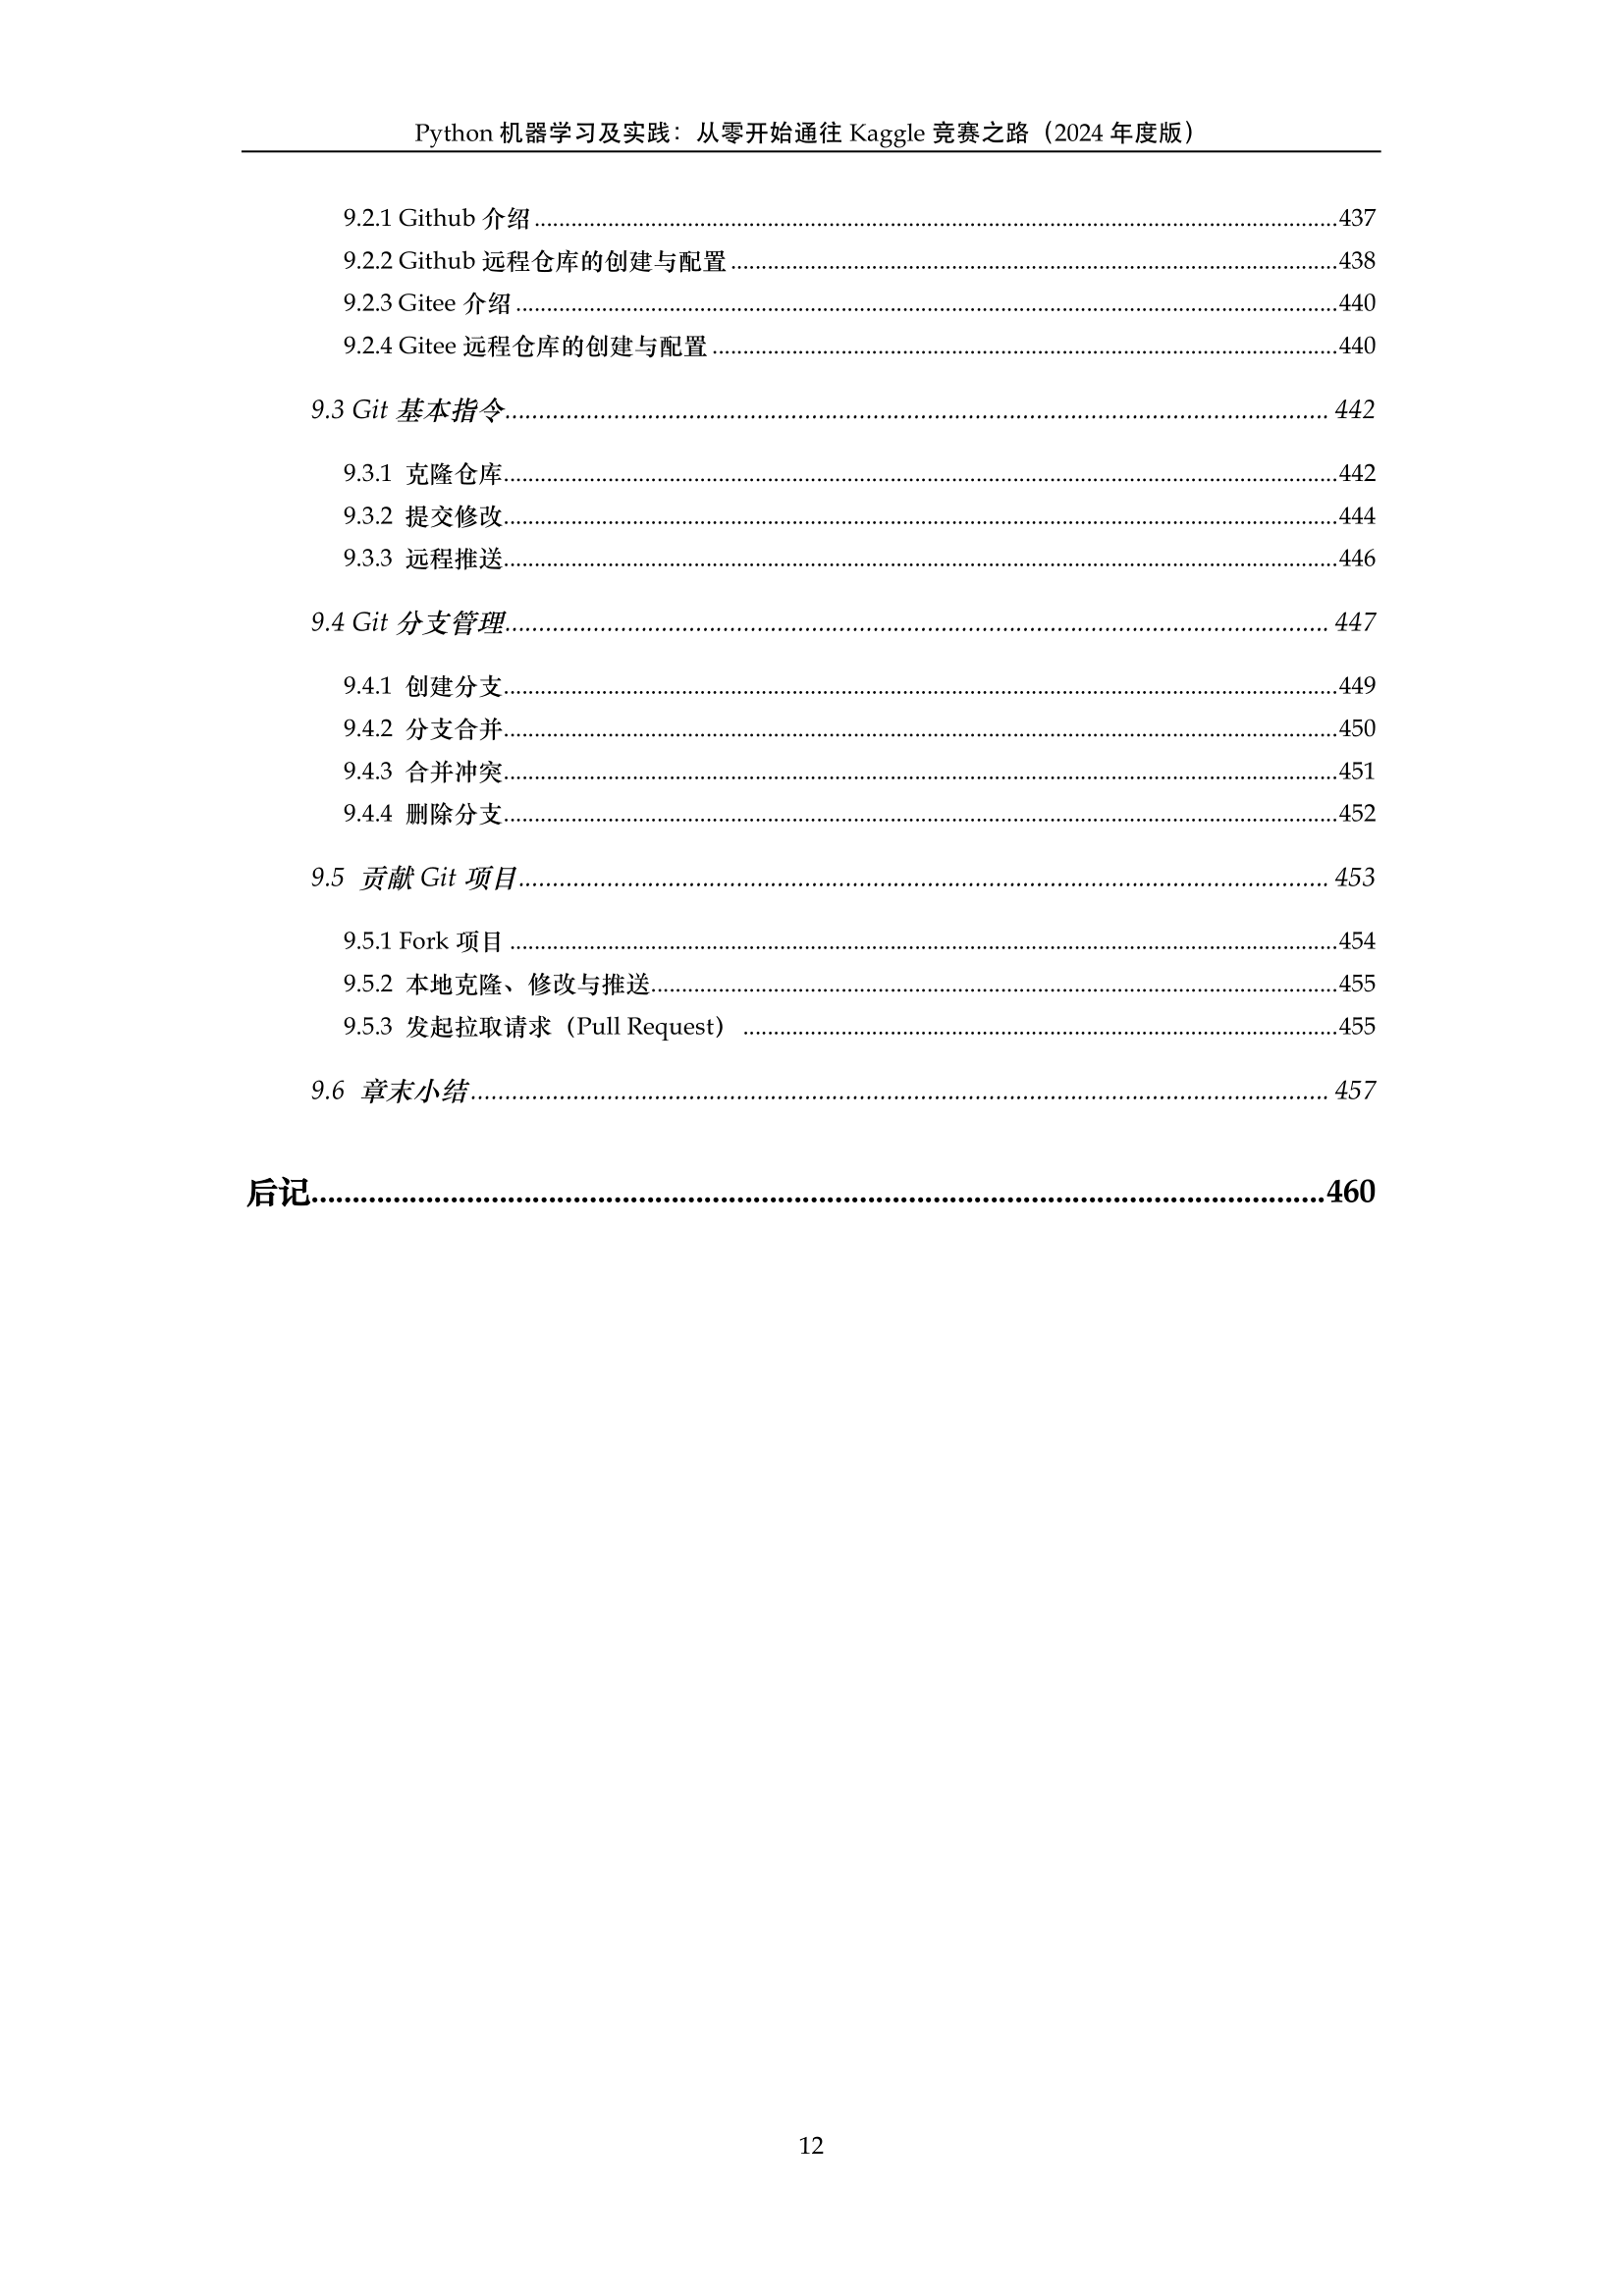 Python 机器学习及实践：从零开始通往 Kaggle 竞赛之路（2024 年度版）
9.2.1 Github 介绍........437
9.2.2 Github 远程仓库的创建与配置........438
9.2.3 Gitee 介绍........440
9.2.4 Gitee 远程仓库的创建与配置........440
9.3 Git 基本指令........442
9.3.1 克隆仓库........442
9.3.2 提交修改........444
9.3.3 远程推送........446
9.4 Git 分支管理........447
9.4.1 创建分支........449
9.4.2 分支合并........450
9.4.3 合并冲突........451
9.4.4 删除分支........452
9.5 贡献 Git 项目........453
9.5.1 Fork 项目........454
9.5.2 本地克隆、修改与推送........455
9.5.3 发起拉取请求（Pull Request）........455
9.6 章末小结........457
后记........460
12